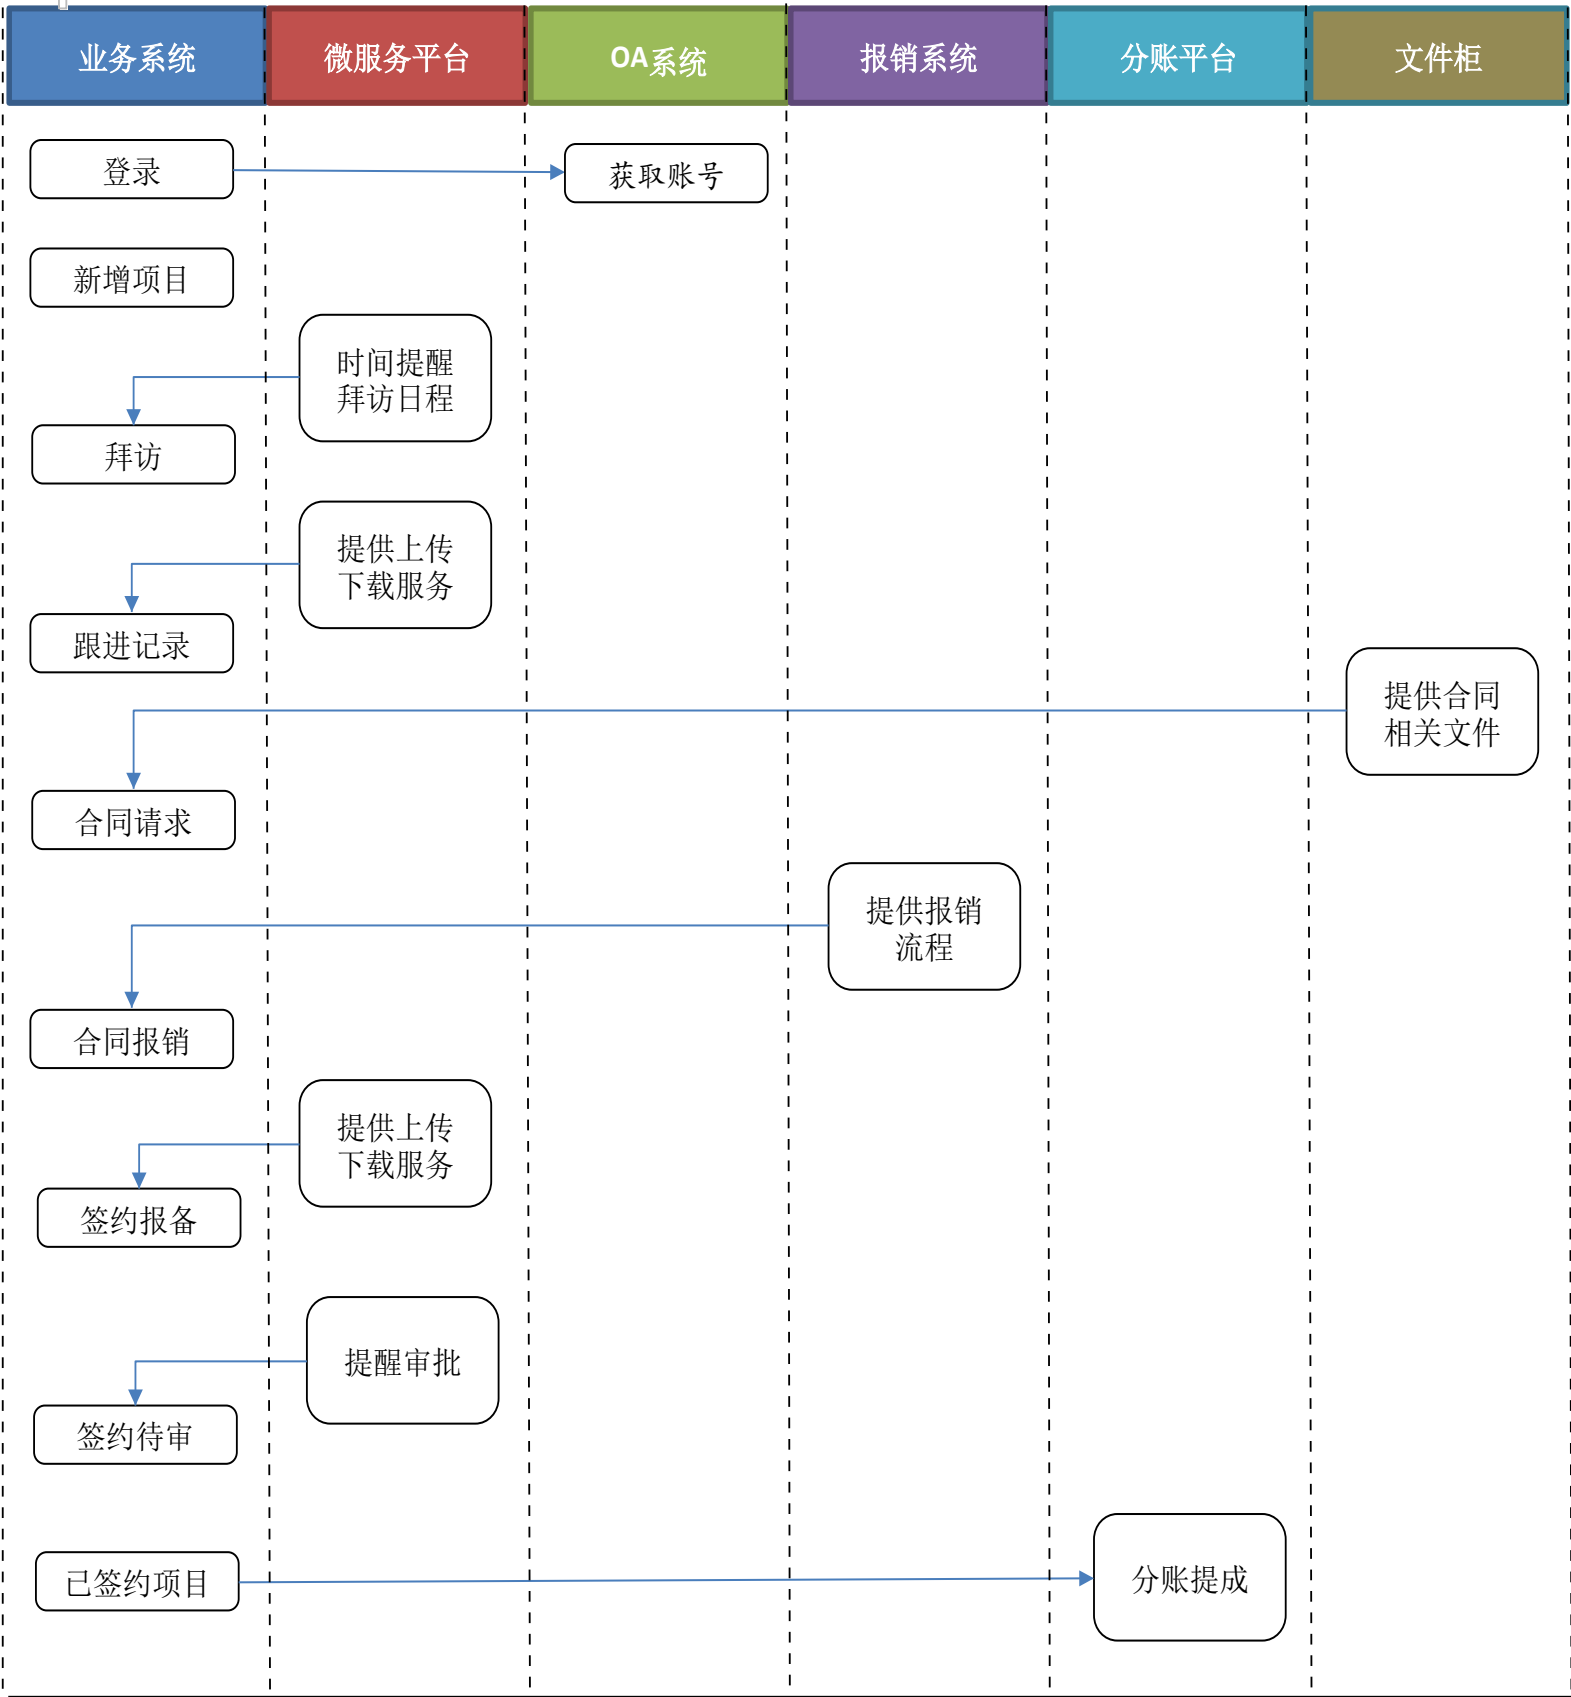 业务系统
微服务平台
OA系统
报销系统
分账平台
文件柜
登录
获取账号
新增项目
时间提醒
拜访日程
拜访
提供上传
下载服务
跟进记录
提供合同
相关文件
合同请求
提供报销
流程
合同报销
提供上传
下载服务
签约报备
提醒审批
签约待审
已签约项目
分账提成